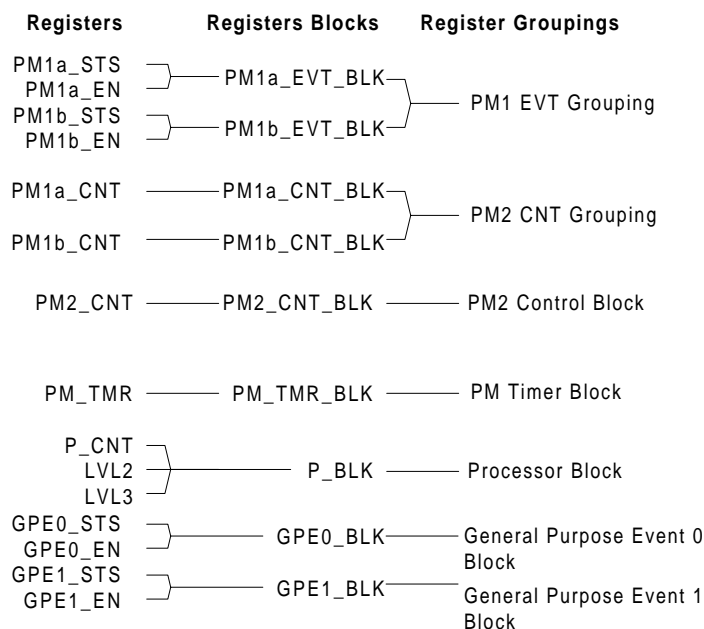 Registers Registers Blocks Register Groupings
PM1a_STS
PM1a_EN
PM1a_EVT_BLK
PM1b_STS
PM1b_EN
PM1b_EVT_BLK
PM1 EVT Grouping
PM1a_CNT PM1a_CNT_BLK
PM1b_CNT PM1b_CNT_BLK
PM2 CNT Grouping
PM2_CNT PM2_CNT_BLK PM2 Control Block
PM_TMR PM_TMR_BLK PM Timer Block
P_CNT
LVL2
LVL3
P_BLK Processor Block
GPE0_STS
GPE0_EN
GPE0_BLK General Purpose Event 0
Block
GPE1_STS
GPE1_EN
GPE1_BLK General Purpose Event 1
Block